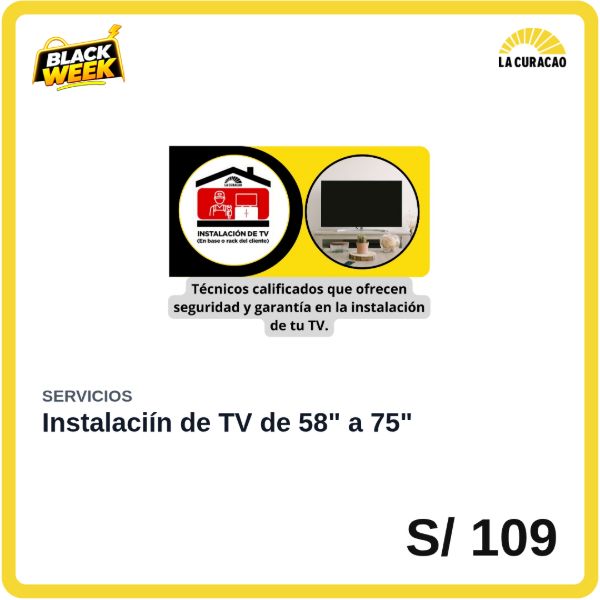 BLACK
WEEK
LA CURACAO
LA CURACAO
INSTALACIÓN DE TV
(En base o rack del cliente)
Técnicos calificados que ofrecen
seguridad y garantía en la instalación
de tu TV.
SERVICIOS
Instalaciín de TV de 58" a 75"
S/ 109